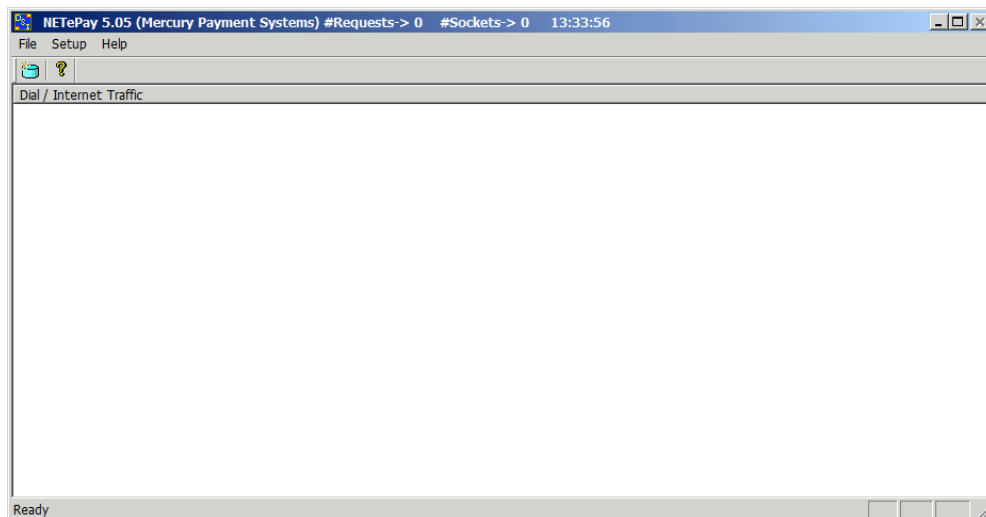 NETePay 5.05 (Mercury Payment Systems) #Requests-> 0 #Sockets-> 0 13:33:56
File Setup Help
Dial / Internet Traffic
Ready